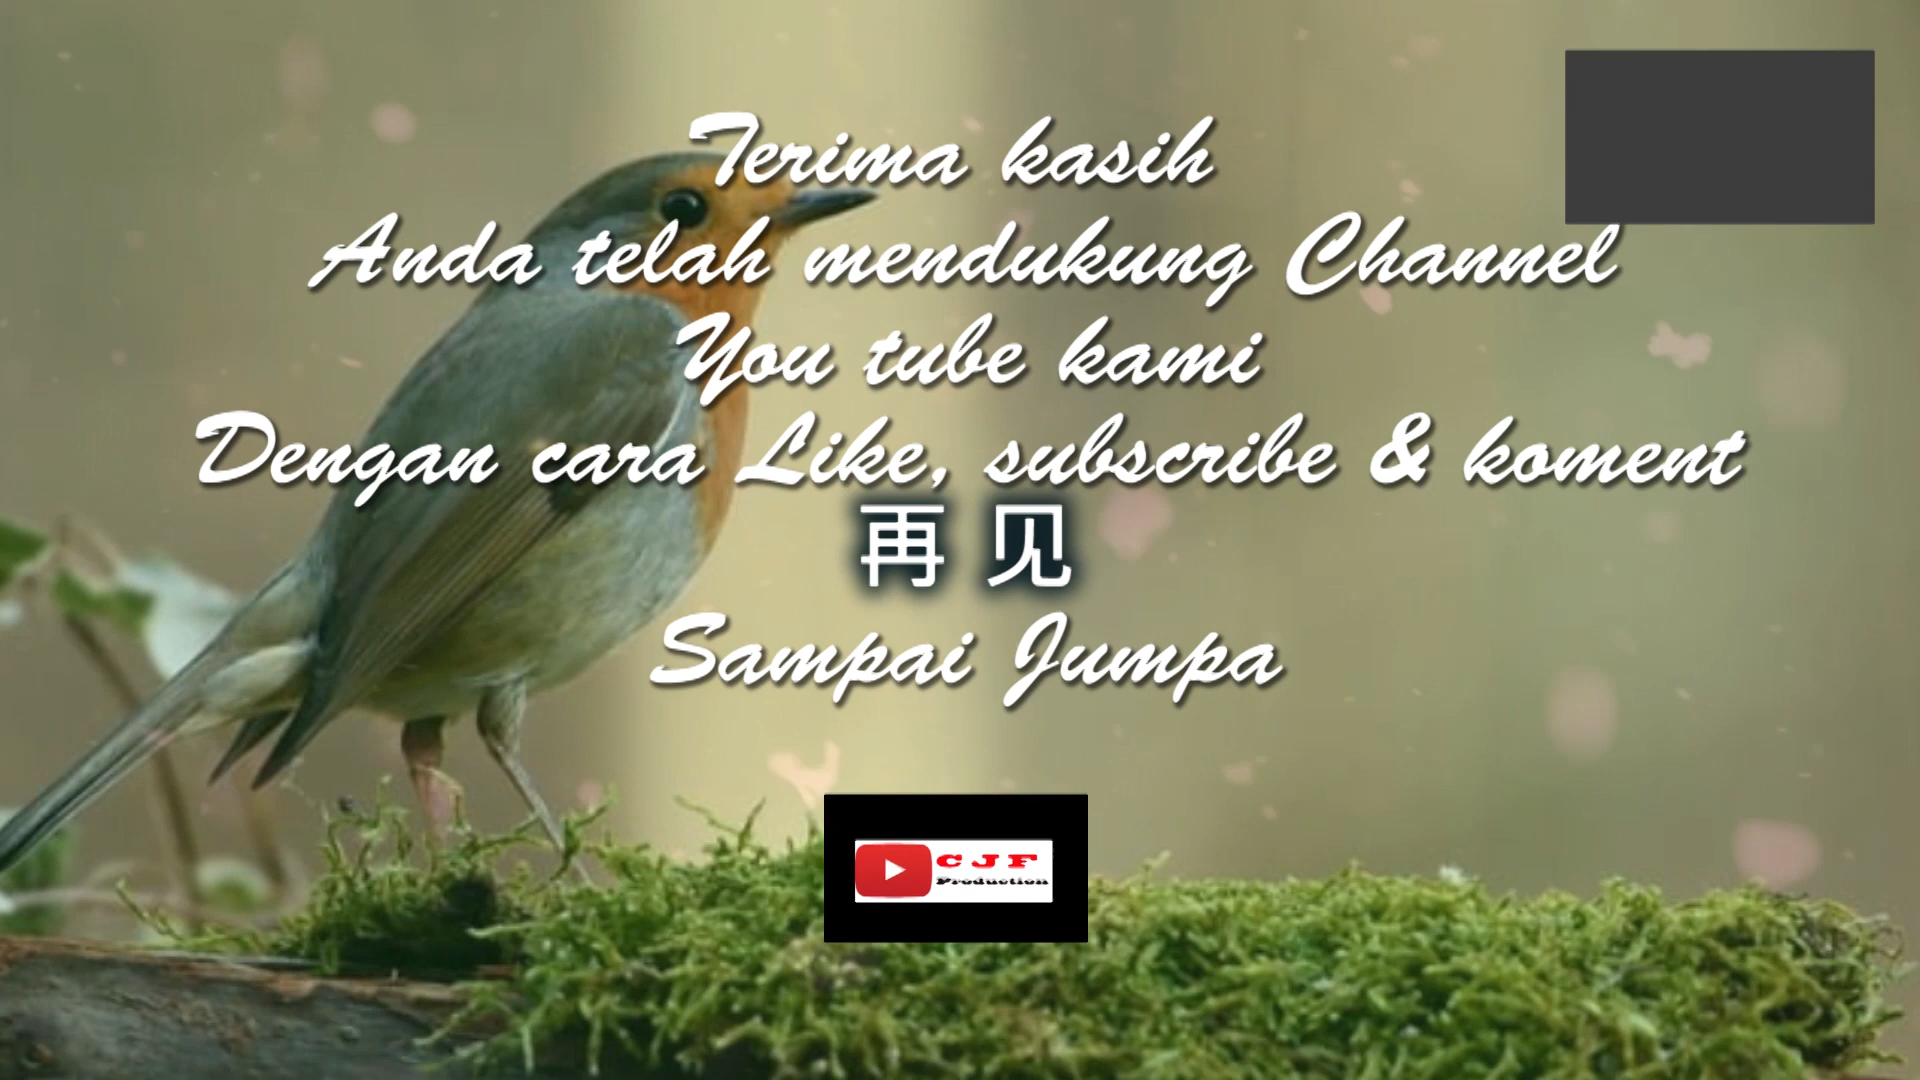 Terima kasih
Anda telah mendukung Channel
You tube kami
Dengan cara Like, subscribe & koment
再见
Sampai Jumpa
CJF
Production